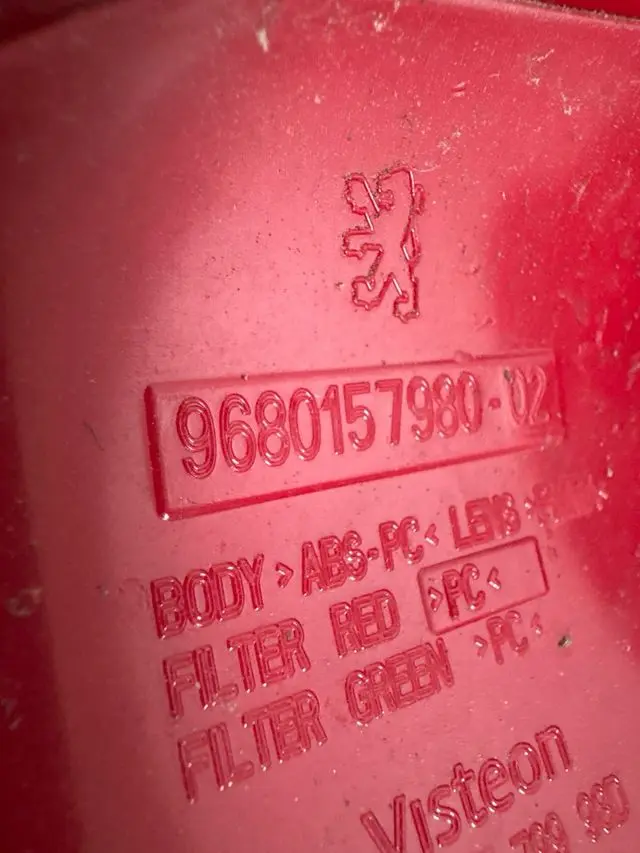 9680157980-02
BODY >ABS-PC< LENS
FILTER RED >PC<
FILTER GREEN >PC<
Visteon